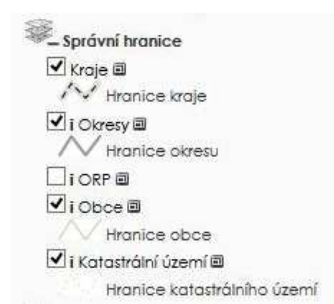 Správní hranice
Kraje
Hranice kraje
i Okresy
Hranice okresu
i ORP
i Obce
Hranice obce
i Katastrální území
Hranice katastrálního území